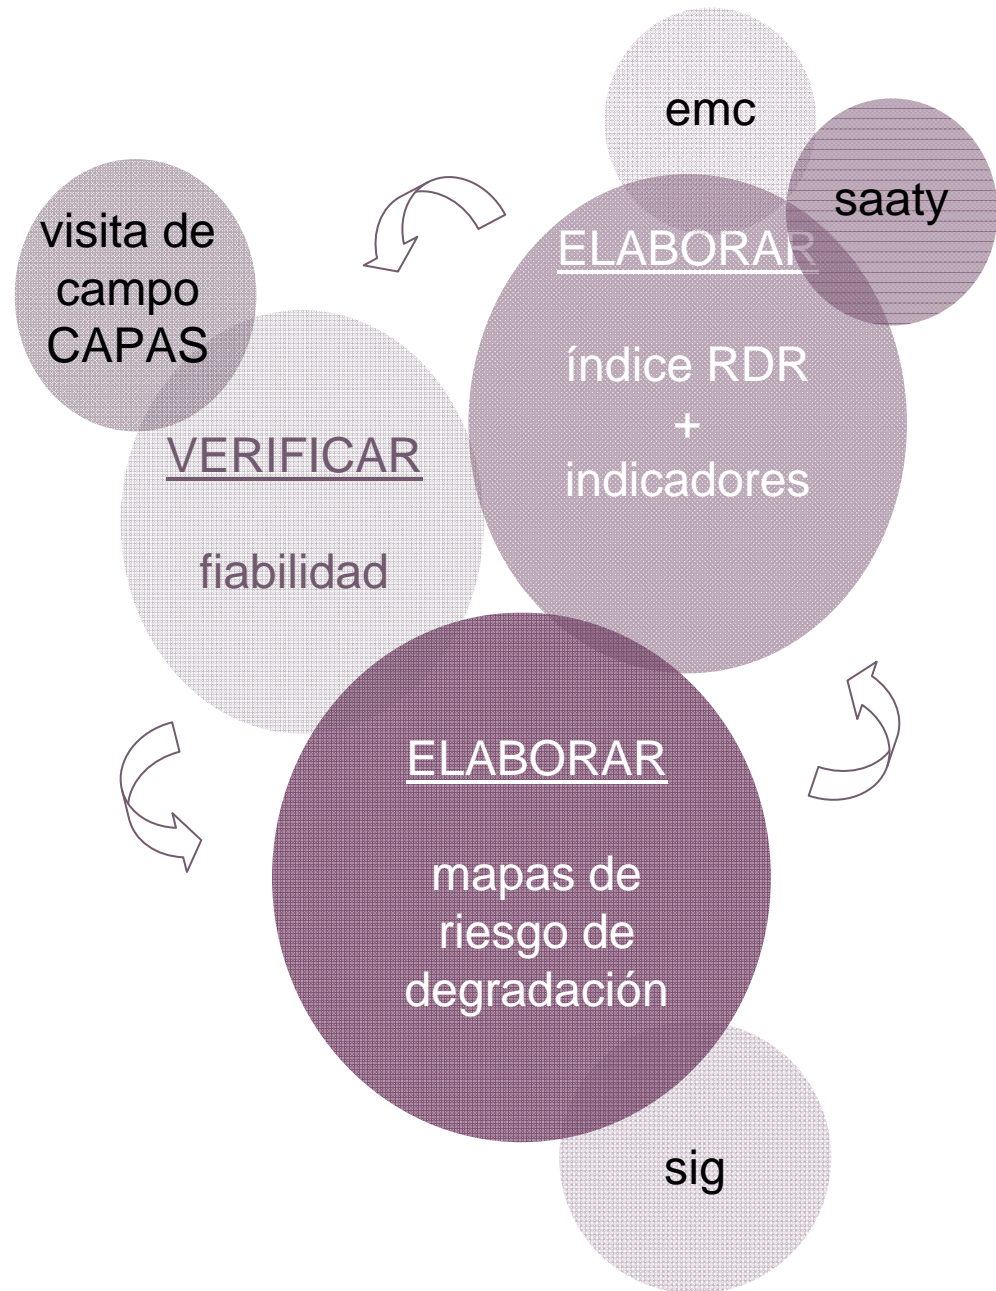 emc
saaty
ELABORAR
índice RDR
+
indicadores
visita de
campo
CAPAS
VERIFICAR
fiabilidad
ELABORAR
mapas de
riesgo de
degradación
sig